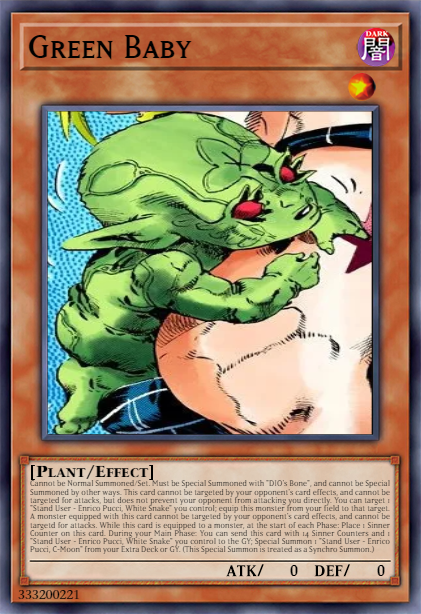 Green Baby
DARK
闇
[Plant/Effect]
Cannot be Normal Summoned/Set. Must be Special Summoned with "DIO's Bone", and cannot be Special
Summoned by other ways. This card cannot be targeted by your opponent's card effects, and cannot be
targeted for attacks, but does not prevent your opponent from attacking you directly. You can target 1
"Stand User - Enrico Pucci, White Snake" you control; equip this monster from your field to that target.
A monster equipped with this card cannot be targeted by your opponent's card effects, and cannot be
targeted for attacks. While this card is equipped to a monster, at the start of each Phase: Place 1 Sinner
Counter on this card. During your Main Phase: You can send this card with 14 Sinner Counters and 1
"Stand User - Enrico Pucci, White Snake" you control to the GY; Special Summon 1 "Stand User - Enrico
Pucci, C-Moon" from your Extra Deck or GY. (This Special Summon is treated as a Synchro Summon.)
ATK/ 0 DEF/ 0
333200221